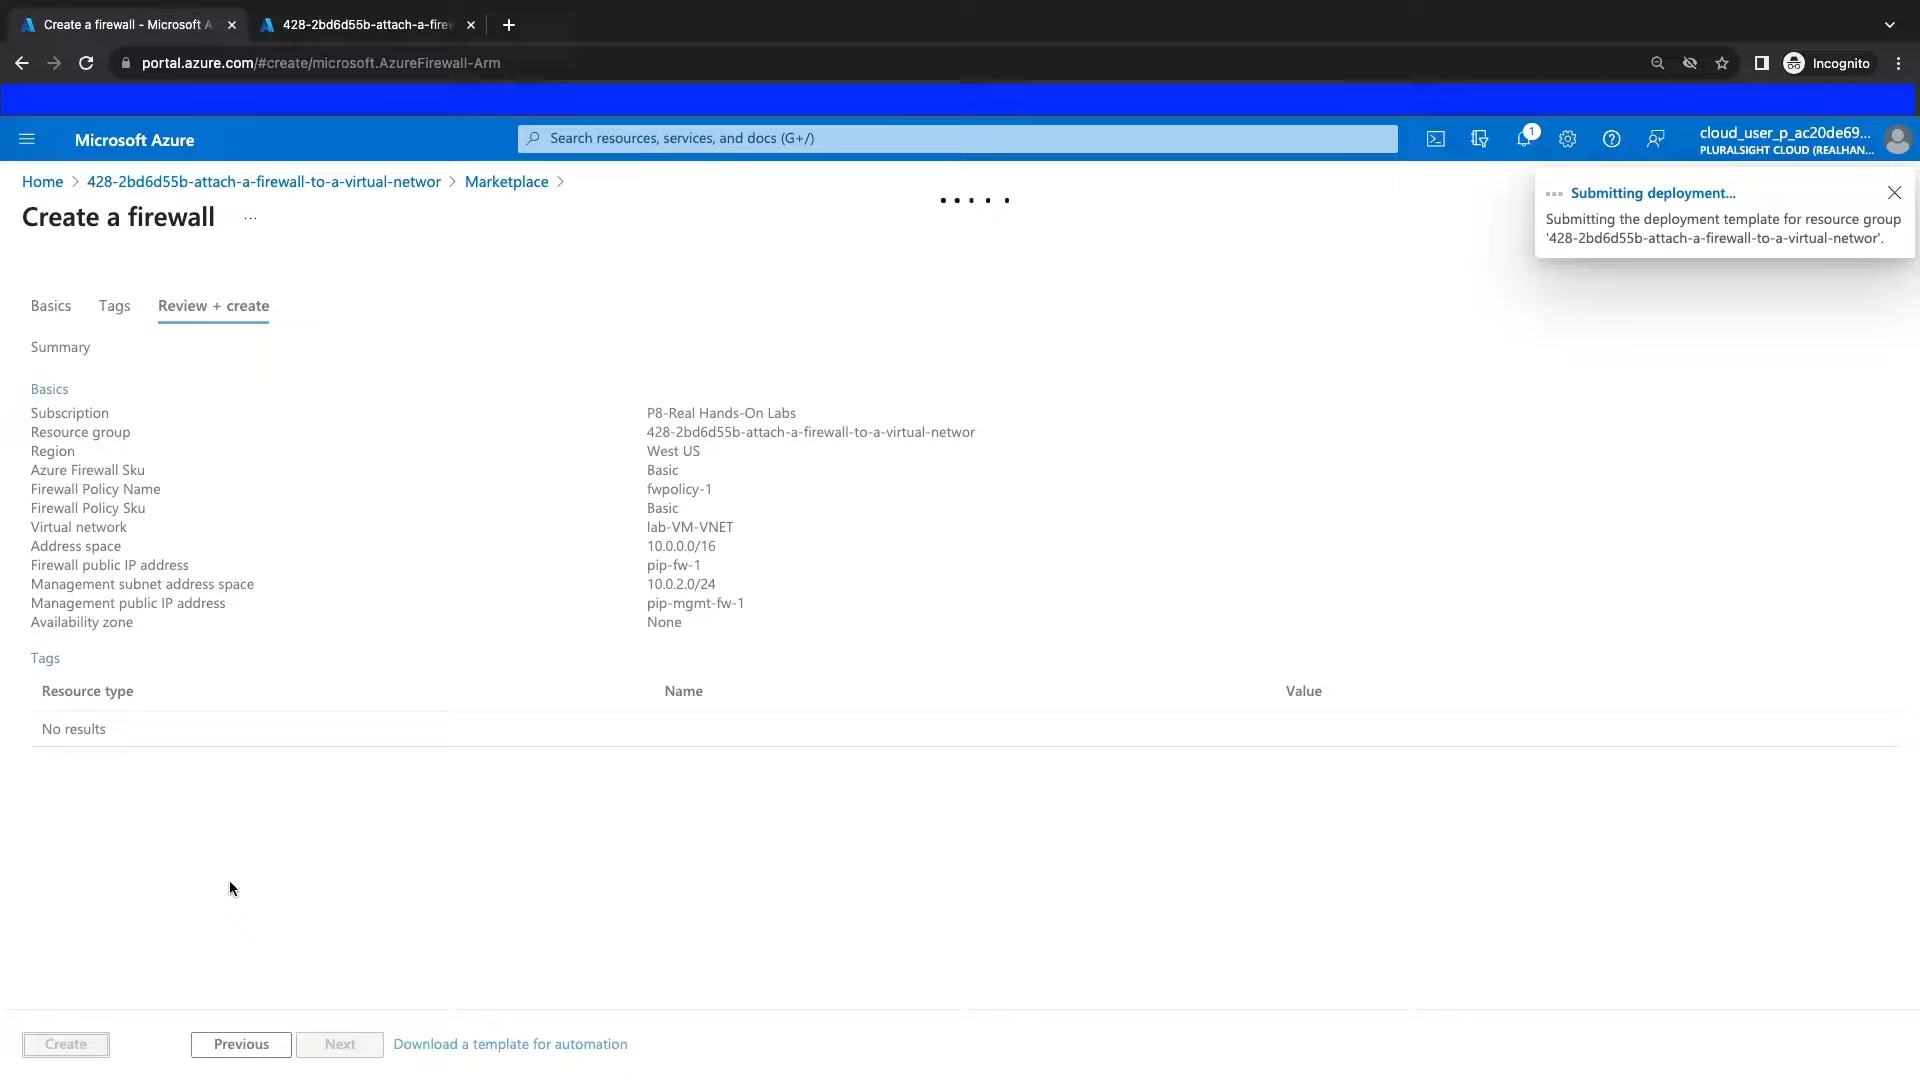 Create a firewall - Microsoft A
428-2bd6d55b-attach-a-firew
portal.azure.com/#create/microsoft.AzureFirewall-Arm
Incognito
Microsoft Azure
Search resources, services, and docs (G+/)
1
cloud_user_p_ac20de69...
PLURALSIGHT CLOUD (REALHAN...
Home > 428-2bd6d55b-attach-a-firewall-to-a-virtual-networ > Marketplace >
Create a firewall ...
Submitting deployment...
Submitting the deployment template for resource group
'428-2bd6d55b-attach-a-firewall-to-a-virtual-networ'.
Basics Tags Review + create
Summary
Basics
Subscription P8-Real Hands-On Labs
Resource group 428-2bd6d55b-attach-a-firewall-to-a-virtual-networ
Region West US
Azure Firewall Sku Basic
Firewall Policy Name fwpolicy-1
Firewall Policy Sku Basic
Virtual network lab-VM-VNET
Address space 10.0.0.0/16
Firewall public IP address pip-fw-1
Management subnet address space 10.0.2.0/24
Management public IP address pip-mgmt-fw-1
Availability zone None
Tags
Resource type Name Value
No results
Create Previous Next Download a template for automation